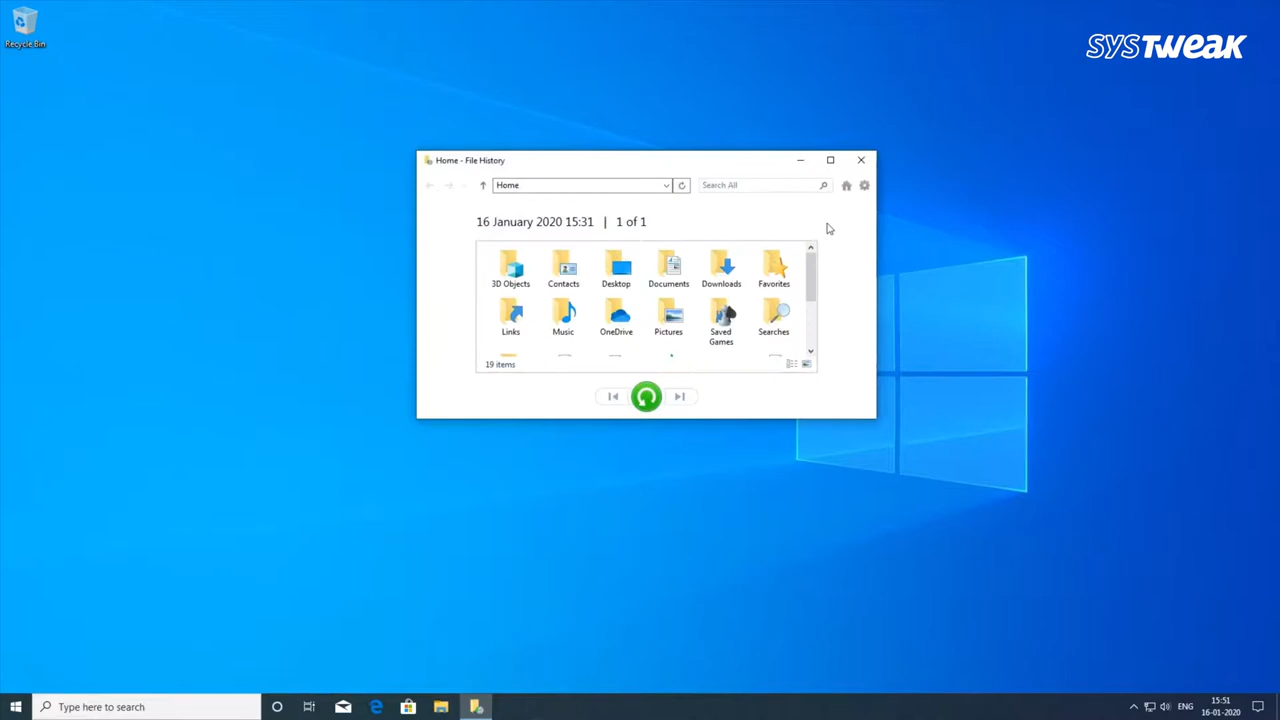 Recycle Bin
SYSTWEAK
Home - File History
Home
Search All
16 January 2020 15:31 | 1 of 1
3D Objects
Contacts
Desktop
Documents
Downloads
Favorites
Links
Music
OneDrive
Pictures
Saved
Games
Searches
19 items
Type here to search
ENG
15:51
16-01-2020